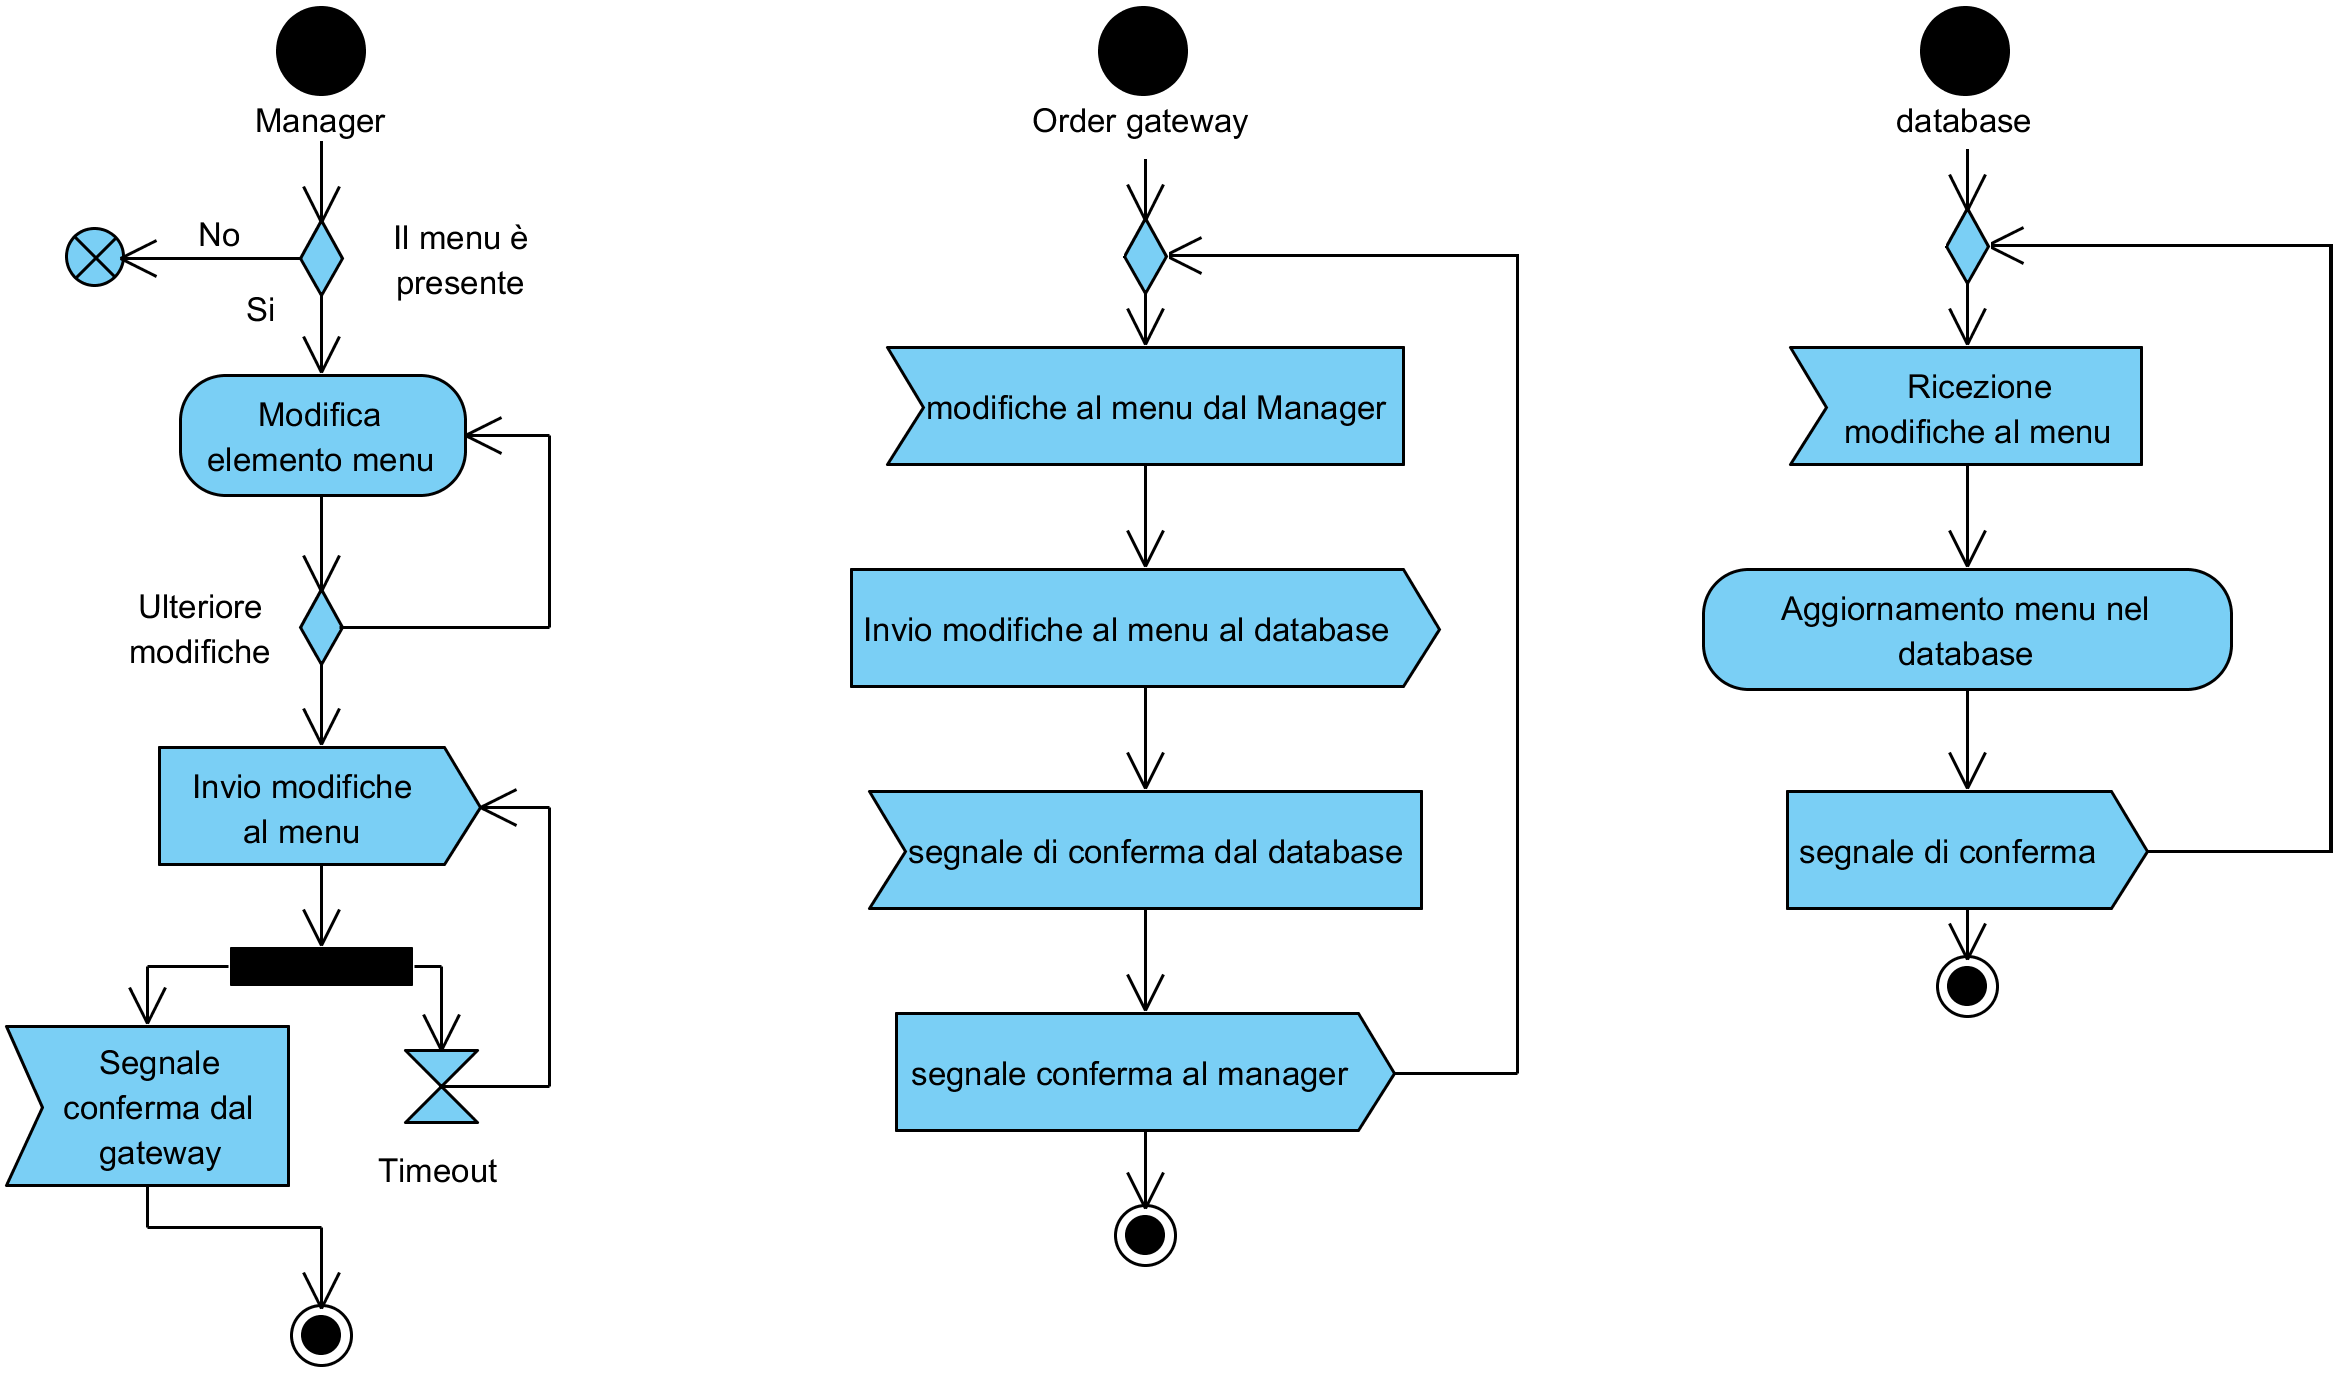 Manager
No
Il menu è
presente
Si
Modifica
elemento menu
Ulteriore
modifiche
Invio modifiche
al menu
Segnale
conferma dal
gateway
Timeout
Order gateway
modifiche al menu dal Manager
Invio modifiche al menu al database
segnale di conferma dal database
segnale conferma al manager
database
Ricezione
modifiche al menu
Aggiornamento menu nel
database
segnale di conferma